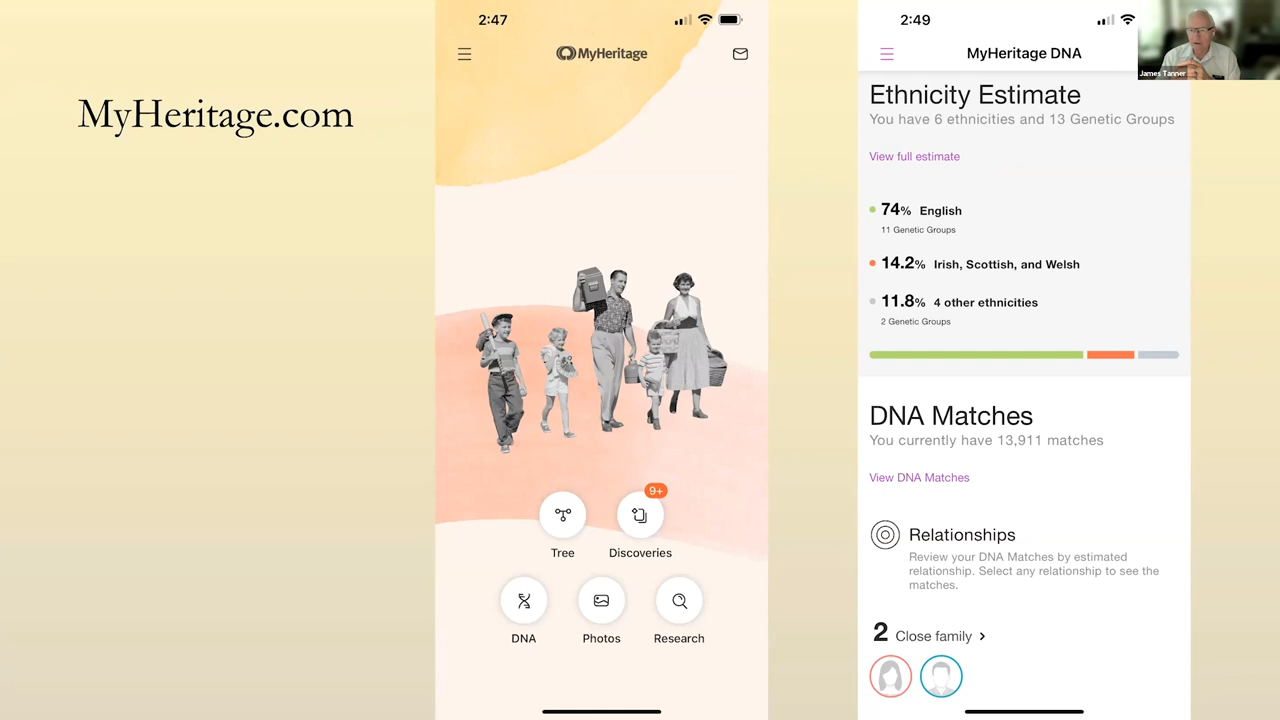 MyHeritage.com
2:47
MyHeritage
9+
Tree
Discoveries
DNA
Photos
Research
2:49
MyHeritage DNA
James Tanner
Ethnicity Estimate
You have 6 ethnicities and 13 Genetic Groups
View full estimate
74% English
11 Genetic Groups
14.2% Irish, Scottish, and Welsh
11.8% 4 other ethnicities
2 Genetic Groups
DNA Matches
You currently have 13,911 matches
View DNA Matches
Relationships
Review your DNA Matches by estimated
relationship. Select any relationship to see the
matches.
2 Close family